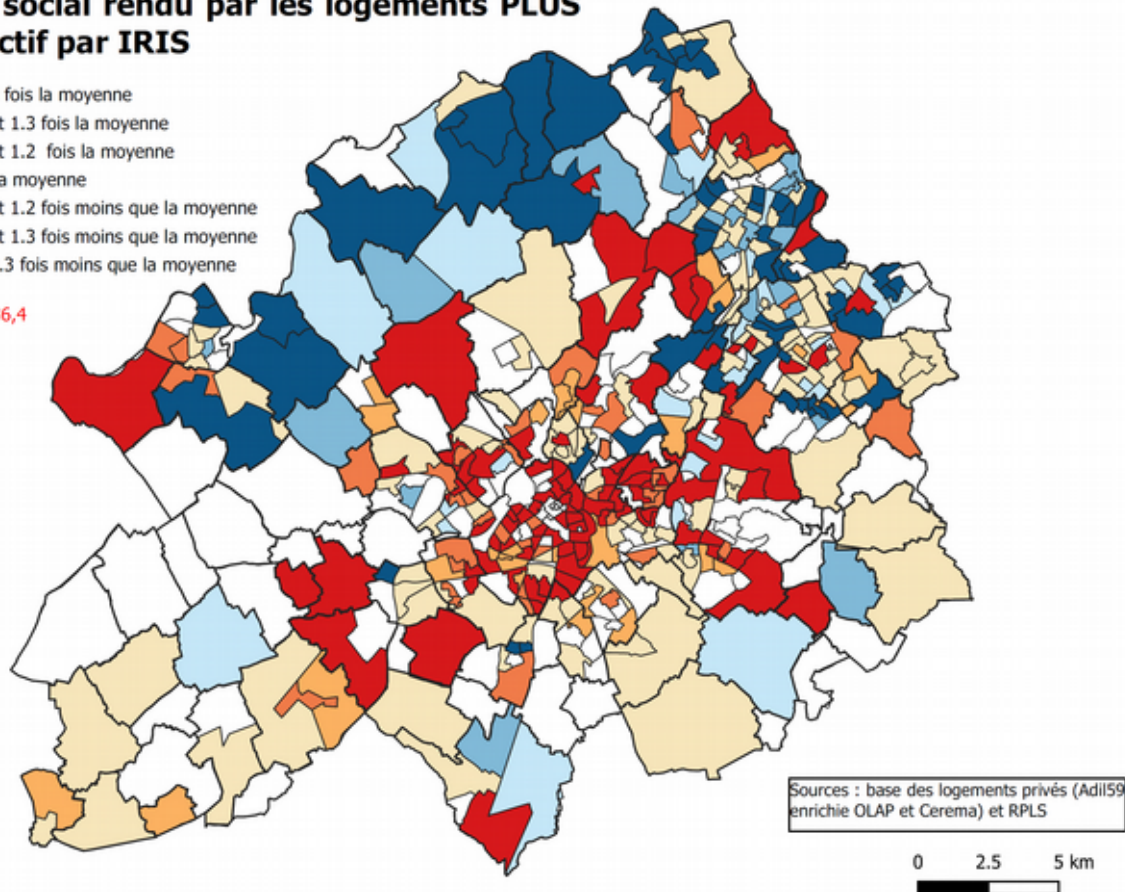 social rendu par les logements PLUS
ctif par IRIS
fois la moyenne
t 1.3 fois la moyenne
t 1.2 fois la moyenne
a moyenne
t 1.2 fois moins que la moyenne
t 1.3 fois moins que la moyenne
.3 fois moins que la moyenne
6,4
Sources : base des logements privés (Adil59
enrichie OLAP et Cerema) et RPLS
0 2.5 5 km